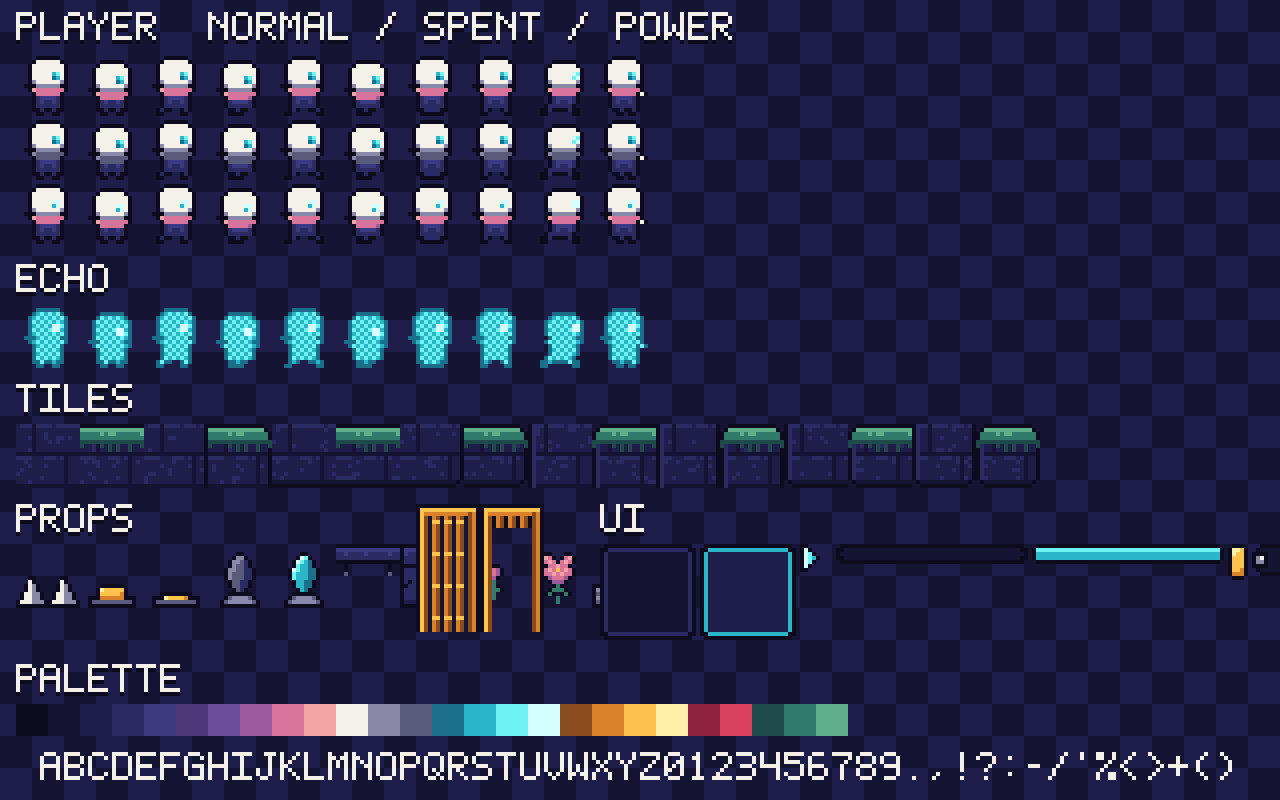 PLAYER NORMAL / SPENT / POWER
ECHO
TILES
PROPS UI
PALETTE
ABCDEFGHIJKLMNOPQRSTUVWXYZ0123456789.,!?:-/'%<>+()